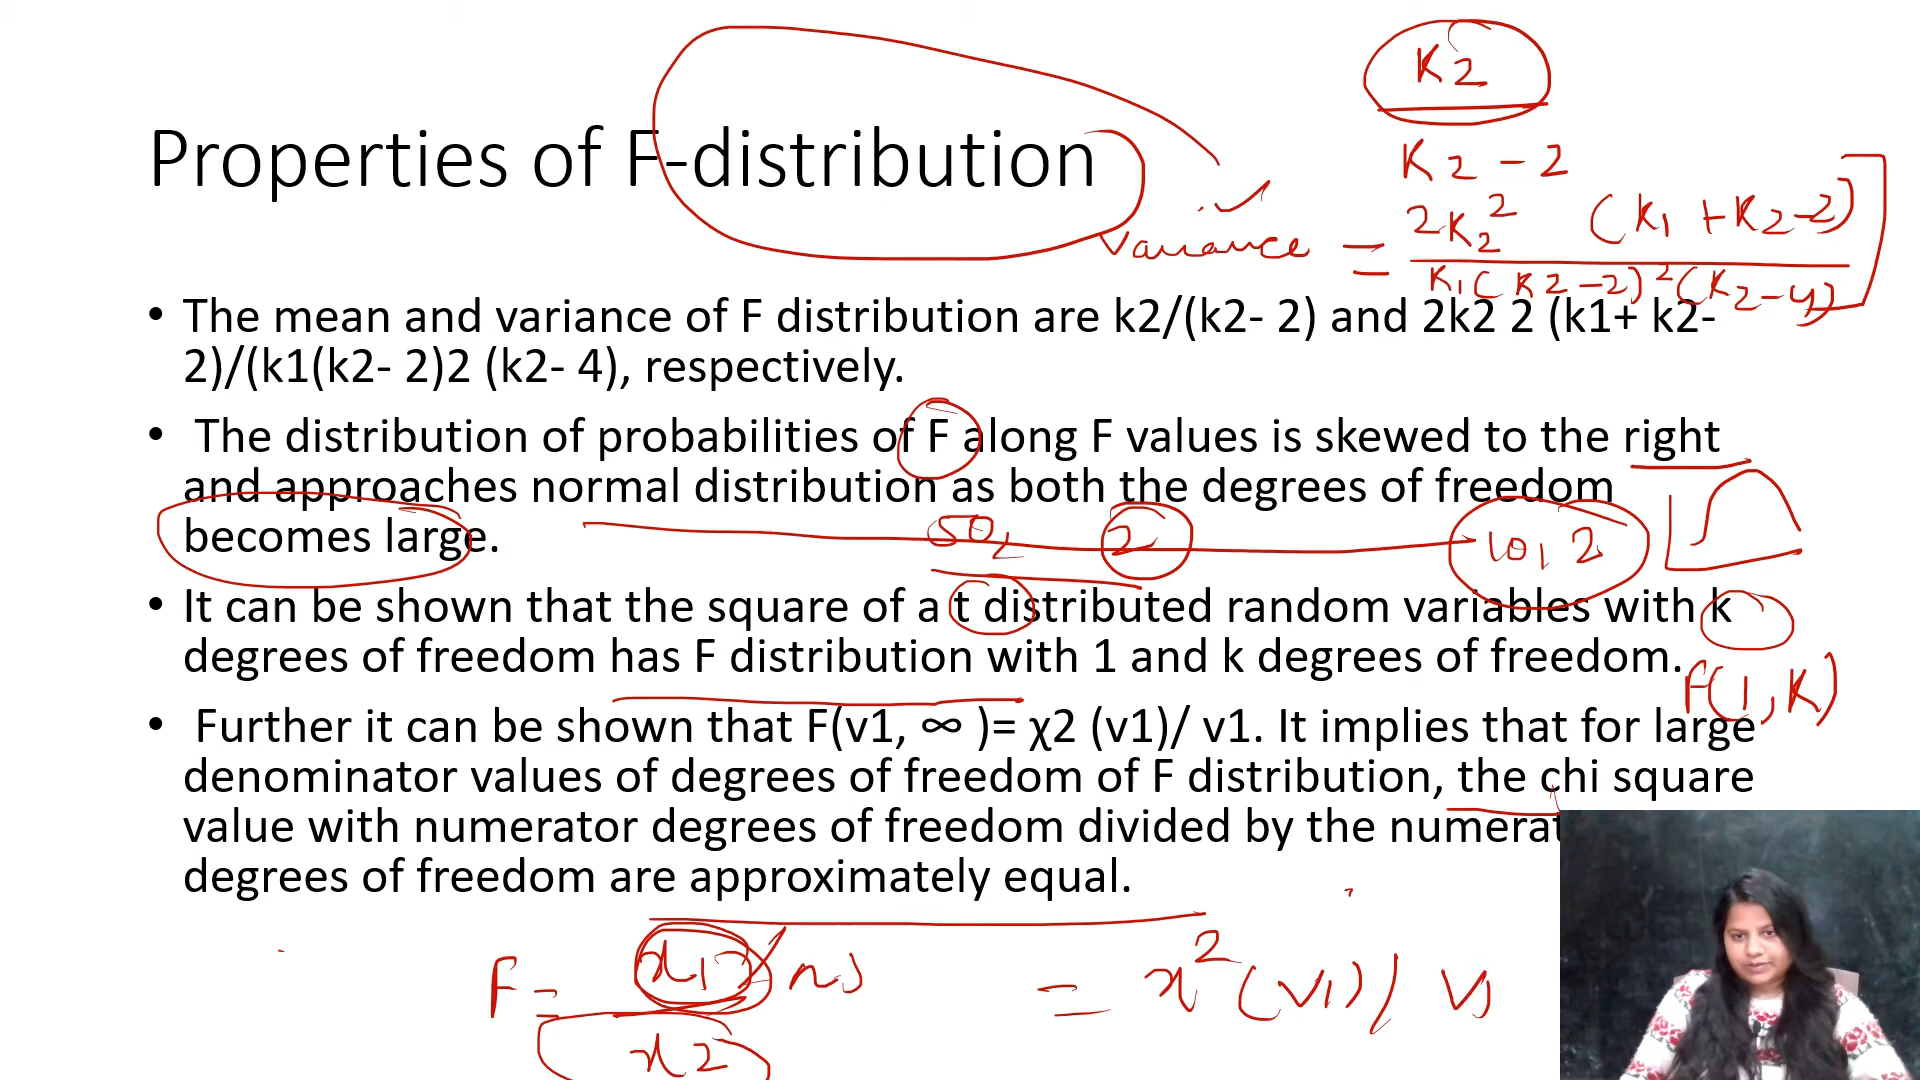 K2
Properties of F-distribution
K2 - 2
variance = 2K2^2 (K1 + K2 - 2)
K1(K2-2)^2(K2-4)
• The mean and variance of F distribution are k2/(k2- 2) and 2k2 2 (k1+ k2-
2)/(k1(k2- 2)2 (k2- 4), respectively.
• The distribution of probabilities of F along F values is skewed to the right
and approaches normal distribution as both the degrees of freedom
becomes large.
50, 2 10, 2
• It can be shown that the square of a t distributed random variables with k
degrees of freedom has F distribution with 1 and k degrees of freedom.
F(1, K)
• Further it can be shown that F(v1, ∞ )= χ2 (v1)/ v1. It implies that for large
denominator values of degrees of freedom of F distribution, the chi square
value with numerat
degrees of freedom divided by the
degrees of freedom are approximately equal.
F = x1 / = x^2 (v1) / v1
x2